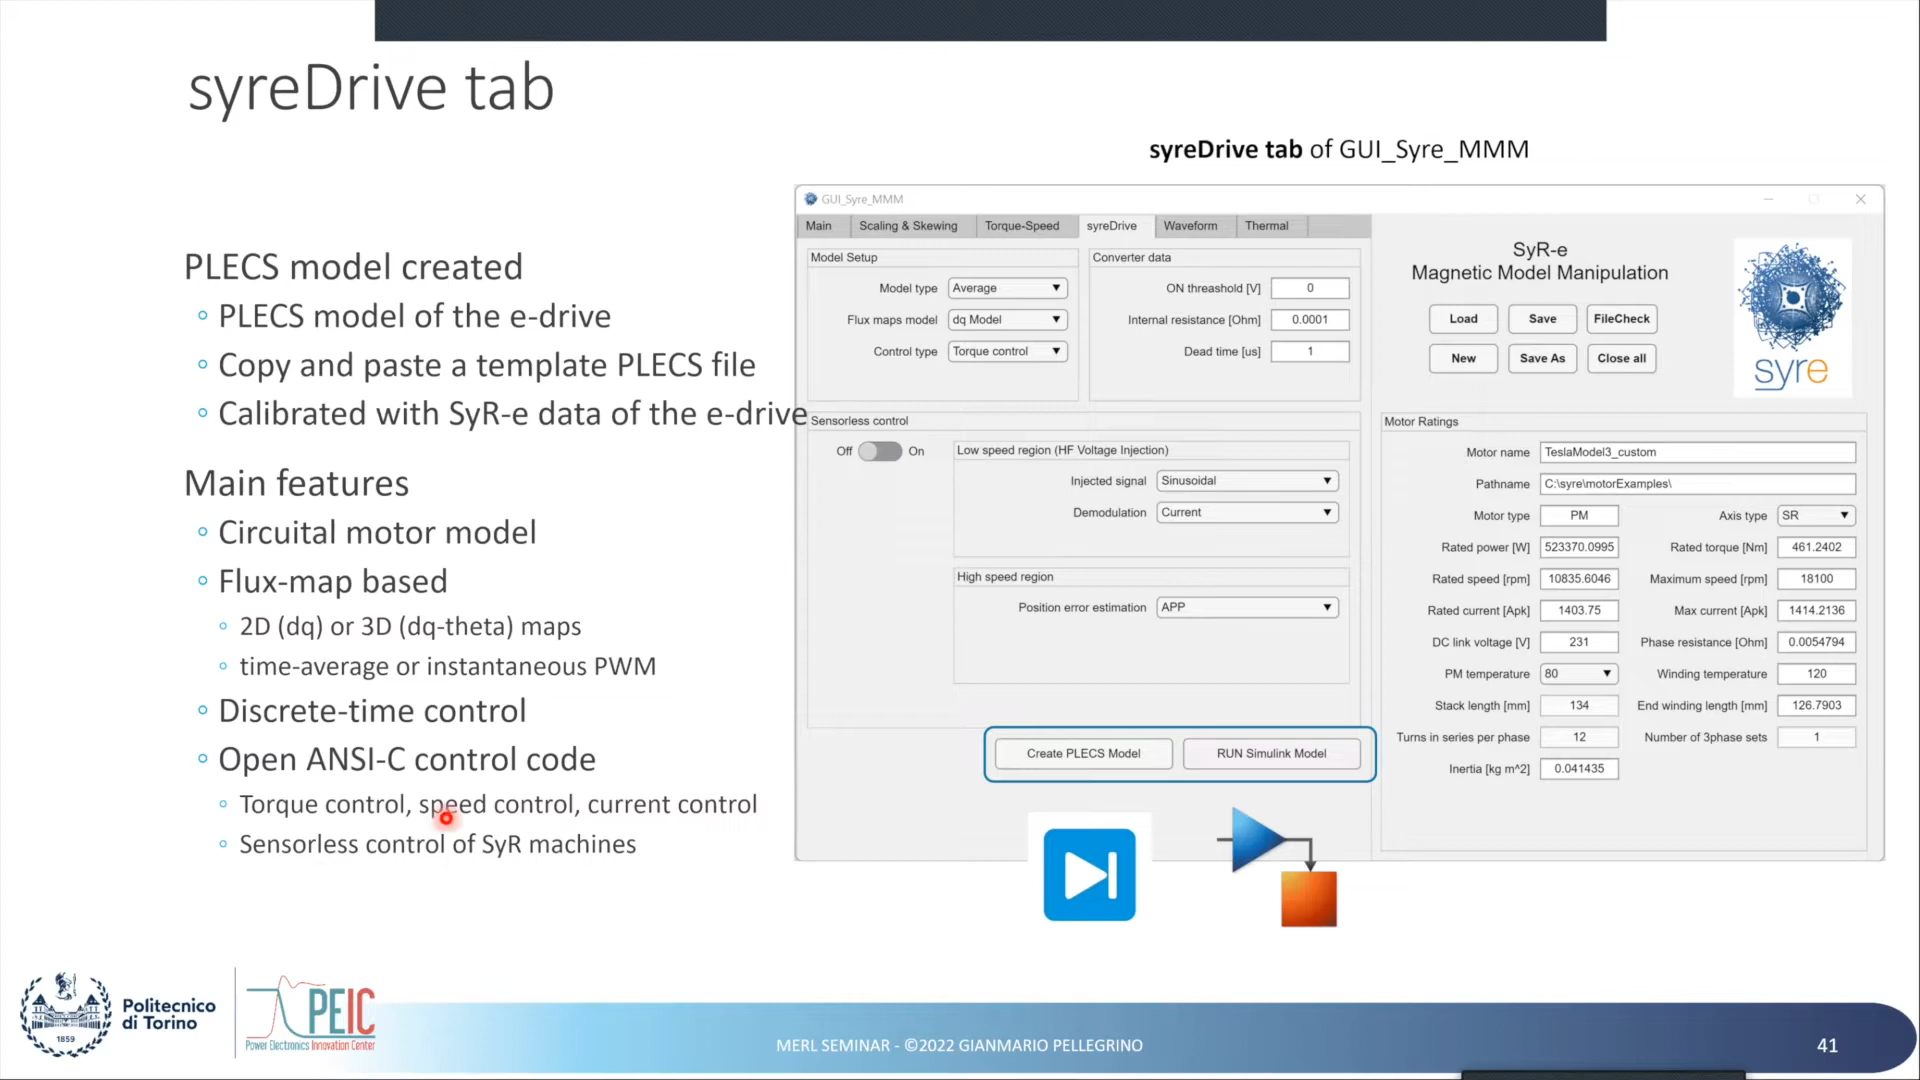 syreDrive tab
PLECS model created
PLECS model of the e-drive
Copy and paste a template PLECS file
Calibrated with SyR-e data of the e-drive
Main features
Circuital motor model
Flux-map based
2D (dq) or 3D (dq-theta) maps
time-average or instantaneous PWM
Discrete-time control
Open ANSI-C control code
Torque control, speed control, current control
Sensorless control of SyR machines
syreDrive tab of GUI_Syre_MMM
GUI_Syre_MMM
Main Scaling & Skewing Torque-Speed syreDrive Waveform Thermal
Model Setup
Model type Average
Flux maps model dq Model
Control type Torque control
Converter data
ON threashold [V] 0
Internal resistance [Ohm] 0.0001
Dead time [us] 1
Sensorless control
Off On
Low speed region (HF Voltage Injection)
Injected signal Sinusoidal
Demodulation Current
High speed region
Position error estimation APP
Create PLECS Model RUN Simulink Model
SyR-e
Magnetic Model Manipulation
Load Save FileCheck
New Save As Close all
syre
Motor Ratings
Motor name TeslaModel3_custom
Pathname C:\syre\motorExamples\
Motor type PM Axis type SR
Rated power [W] 523370.0995 Rated torque [Nm] 461.2402
Rated speed [rpm] 10835.6046 Maximum speed [rpm] 18100
Rated current [Apk] 1403.75 Max current [Apk] 1414.2136
DC link voltage [V] 231 Phase resistance [Ohm] 0.0054794
PM temperature 80 Winding temperature 120
Stack length [mm] 134 End winding length [mm] 126.7903
Turns in series per phase 12 Number of 3phase sets 1
Inertia [kg m^2] 0.041435
1859
Politecnico
di Torino
PEIC
Power Electronics Innovation Center
MERL SEMINAR - ©2022 GIANMARIO PELLEGRINO
41